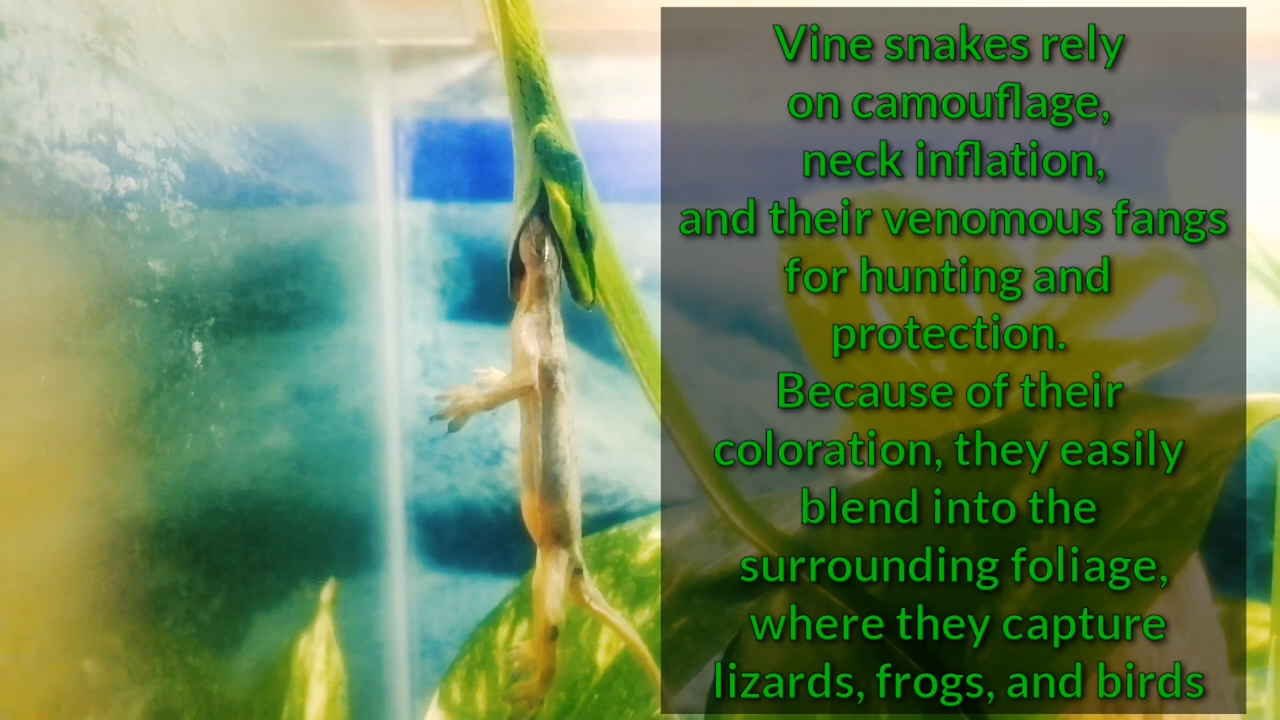 Vine snakes rely
on camouflage,
neck inflation,
and their venomous fangs
for hunting and
protection.
Because of their
coloration, they easily
blend into the
surrounding foliage,
where they capture
lizards, frogs, and birds